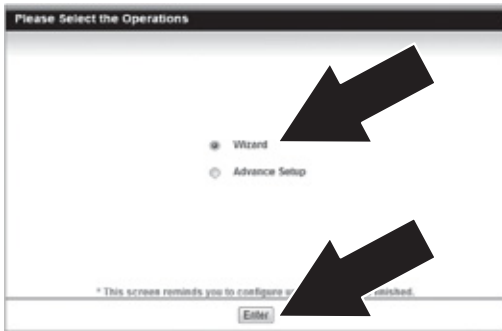 Please Select the Operations
Wizard
Advance Setup
* This screen reminds you to configure finished.
Enter